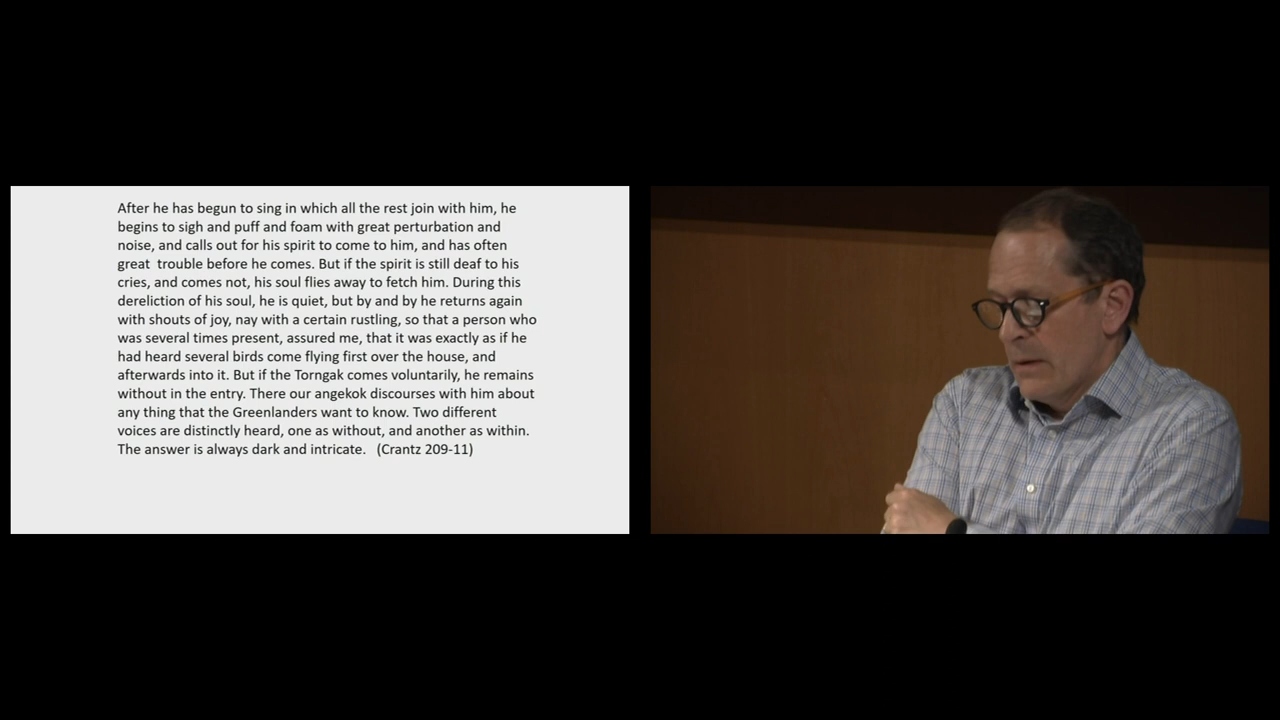 After he has begun to sing in which all the rest join with him, he
begins to sigh and puff and foam with great perturbation and
noise, and calls out for his spirit to come to him, and has often
great  trouble before he comes. But if the spirit is still deaf to his
cries, and comes not, his soul flies away to fetch him. During this
dereliction of his soul, he is quiet, but by and by he returns again
with shouts of joy, nay with a certain rustling, so that a person who
was several times present, assured me, that it was exactly as if he
had heard several birds come flying first over the house, and
afterwards into it. But if the Torngak comes voluntarily, he remains
without in the entry. There our angekok discourses with him about
any thing that the Greenlanders want to know. Two different
voices are distinctly heard, one as without, and another as within.
The answer is always dark and intricate.   (Crantz 209-11)